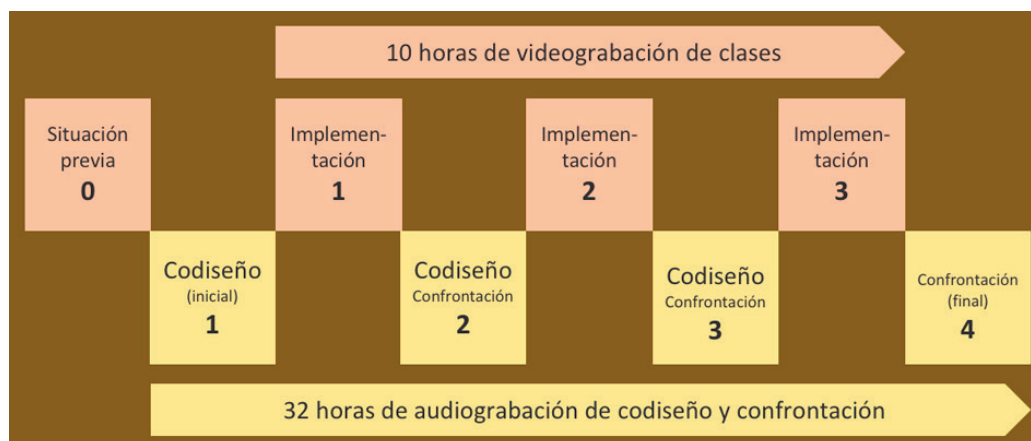 10 horas de videograbación de clases
Situación
previa
0
Implemen-
tación
1
Implemen-
tación
2
Implemen-
tación
3
Codiseño
(inicial)
1
Codiseño
Confrontación
2
Codiseño
Confrontación
3
Confrontación
(final)
4
32 horas de audiograbación de codiseño y confrontación